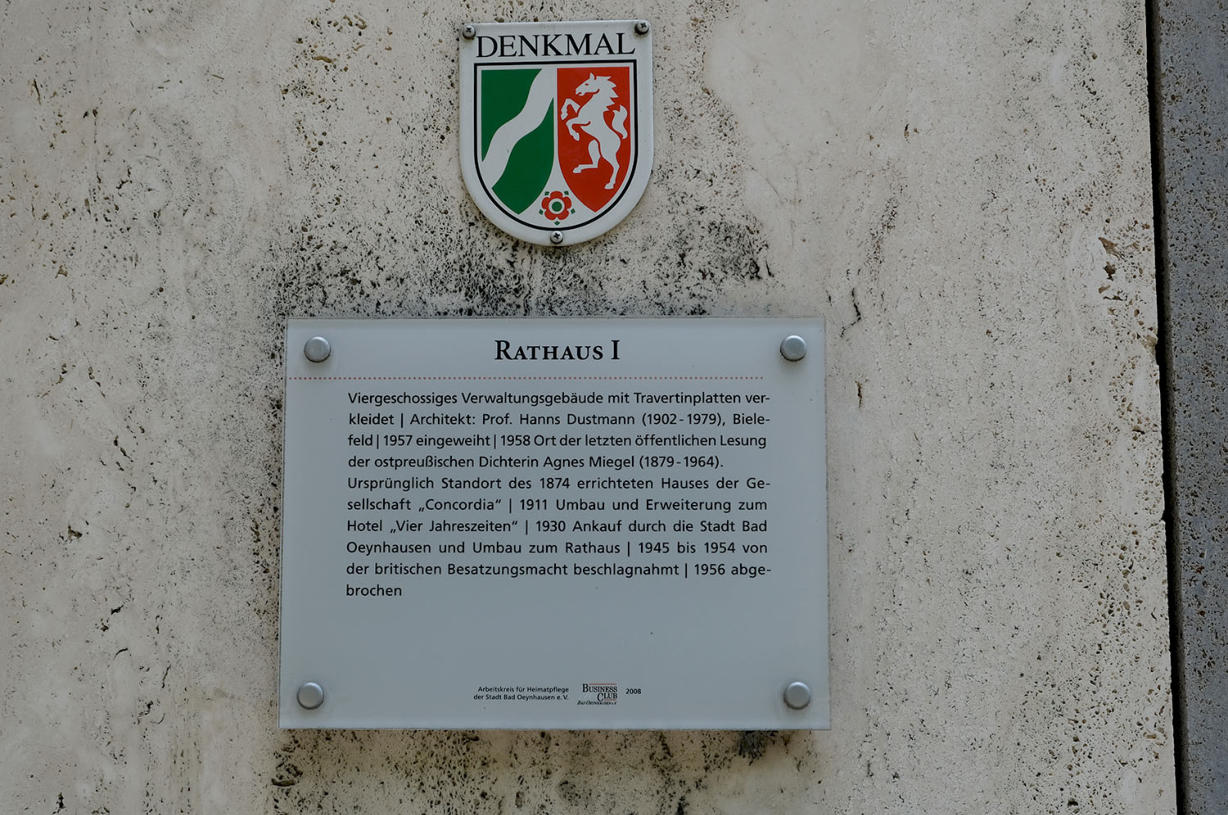 DENKMAL
RATHAUS I
Viergeschossiges Verwaltungsgebäude mit Travertinplatten ver-
kleidet | Architekt: Prof. Hanns Dustmann (1902-1979), Biele-
feld | 1957 eingeweiht | 1958 Ort der letzten öffentlichen Lesung
der ostpreußischen Dichterin Agnes Miegel (1879-1964).
Ursprünglich Standort des 1874 errichteten Hauses der Ge-
sellschaft „Concordia“ | 1911 Umbau und Erweiterung zum
Hotel „Vier Jahreszeiten“ | 1930 Ankauf durch die Stadt Bad
Oeynhausen und Umbau zum Rathaus | 1945 bis 1954 von
der britischen Besatzungsmacht beschlagnahmt | 1956 abge-
brochen
Arbeitskreis für Heimatpflege
der Stadt Bad Oeynhausen e.V.
BUSINESS
CLUB
BAD OEYNHAUSEN e.V.
2008